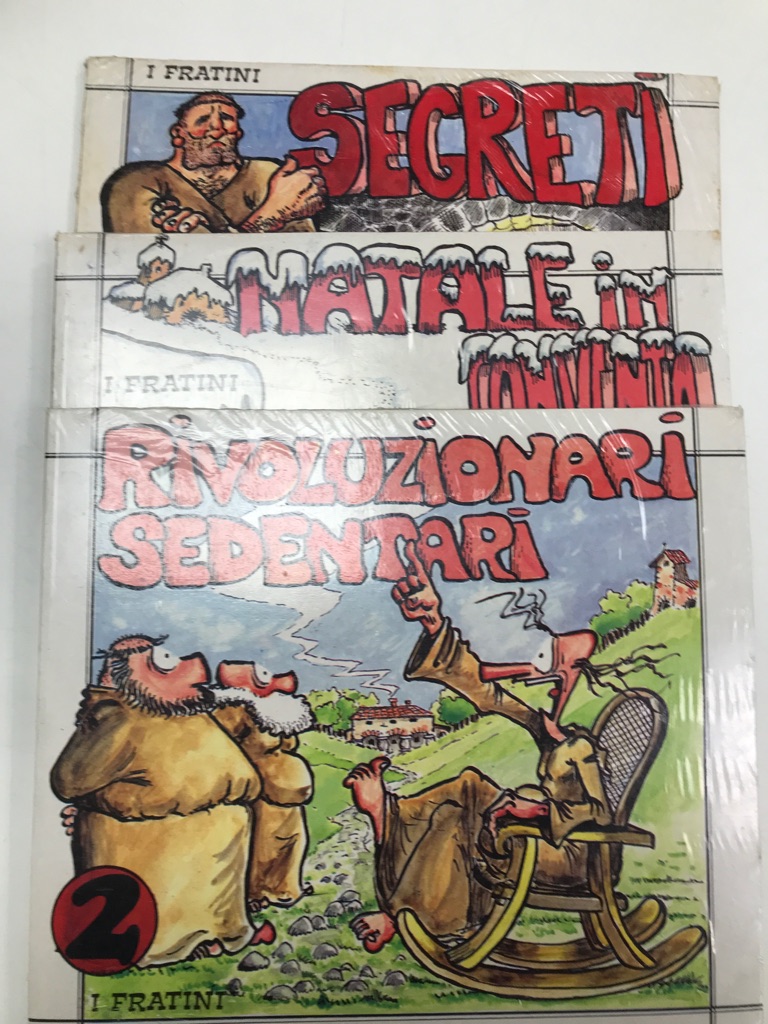 I FRATINI
SEGRETI
NATALE IN
CONVENTO
I FRATINI
RIVOLUZIONARI
SEDENTARI
2
I FRATINI